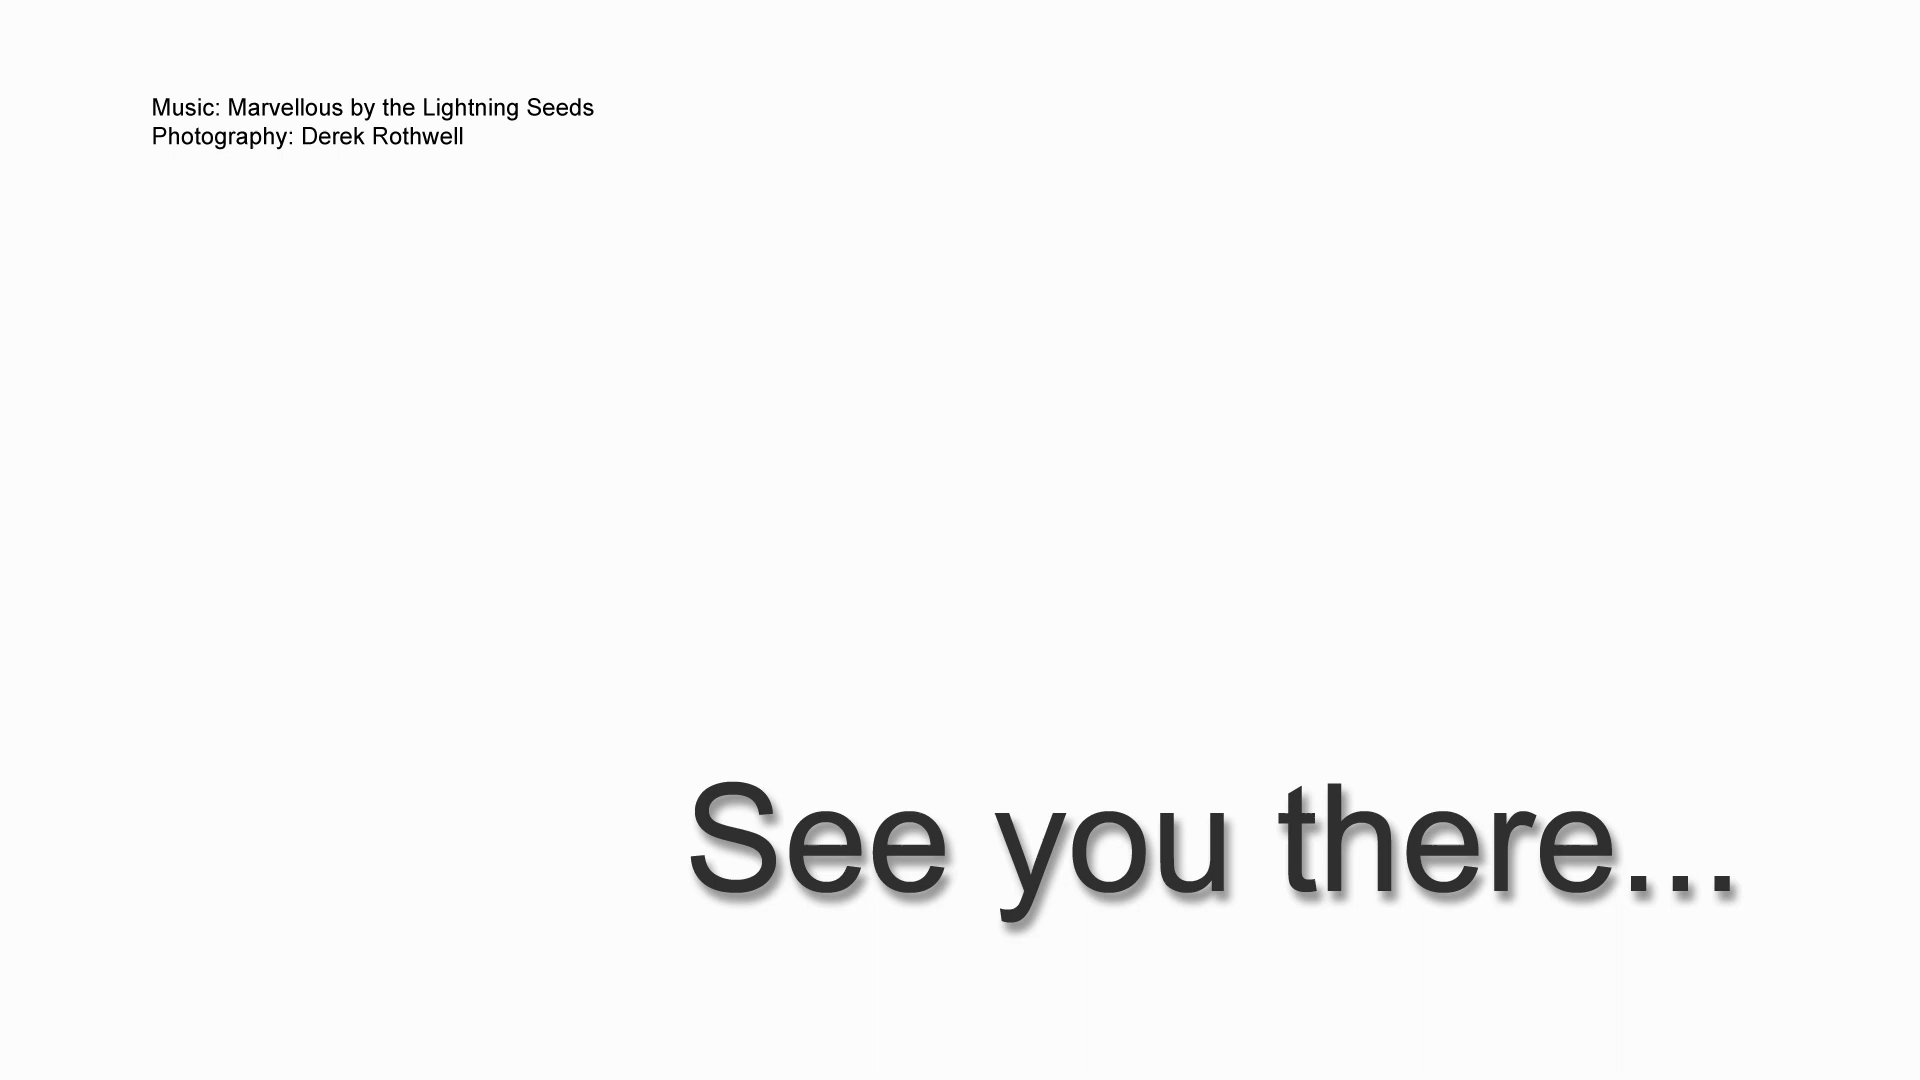 Music: Marvellous by the Lightning Seeds
Photography: Derek Rothwell
See you there...